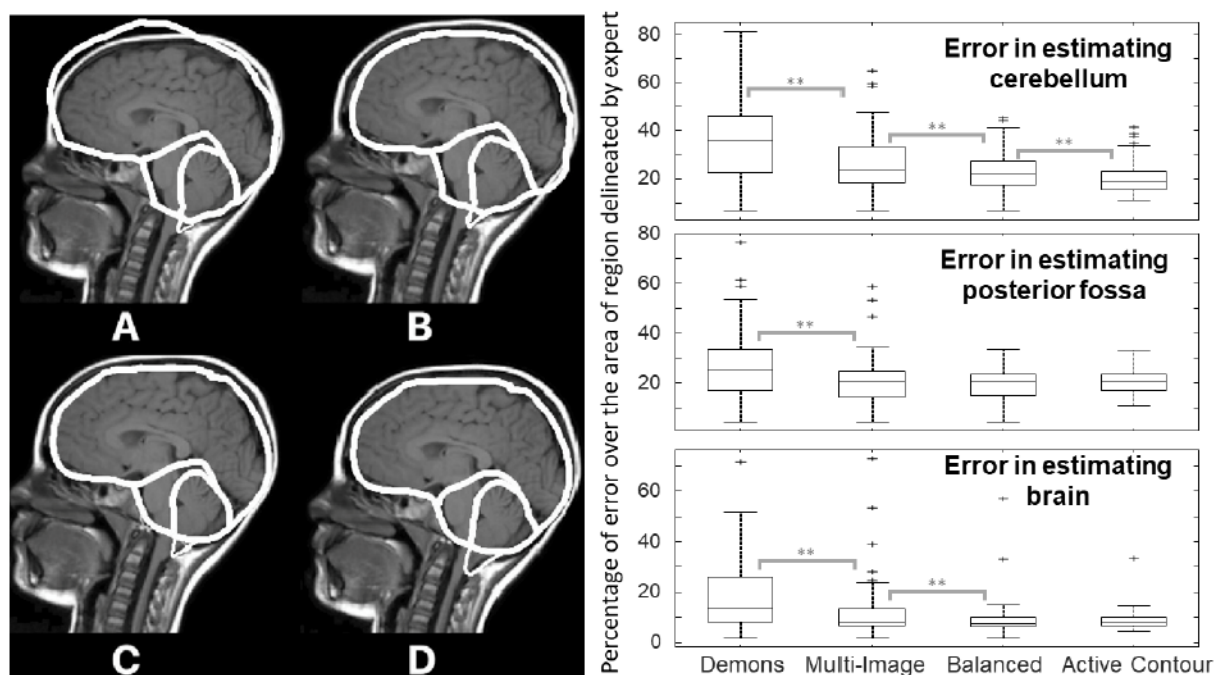 A
B
C
D
Percentage of error over the area of region delineated by expert
Error in estimating
cerebellum
80
60
40
20
**
**
**
Error in estimating
posterior fossa
80
60
40
20
**
Error in estimating
brain
60
40
20
0
**
**
Demons Multi-Image Balanced Active Contour